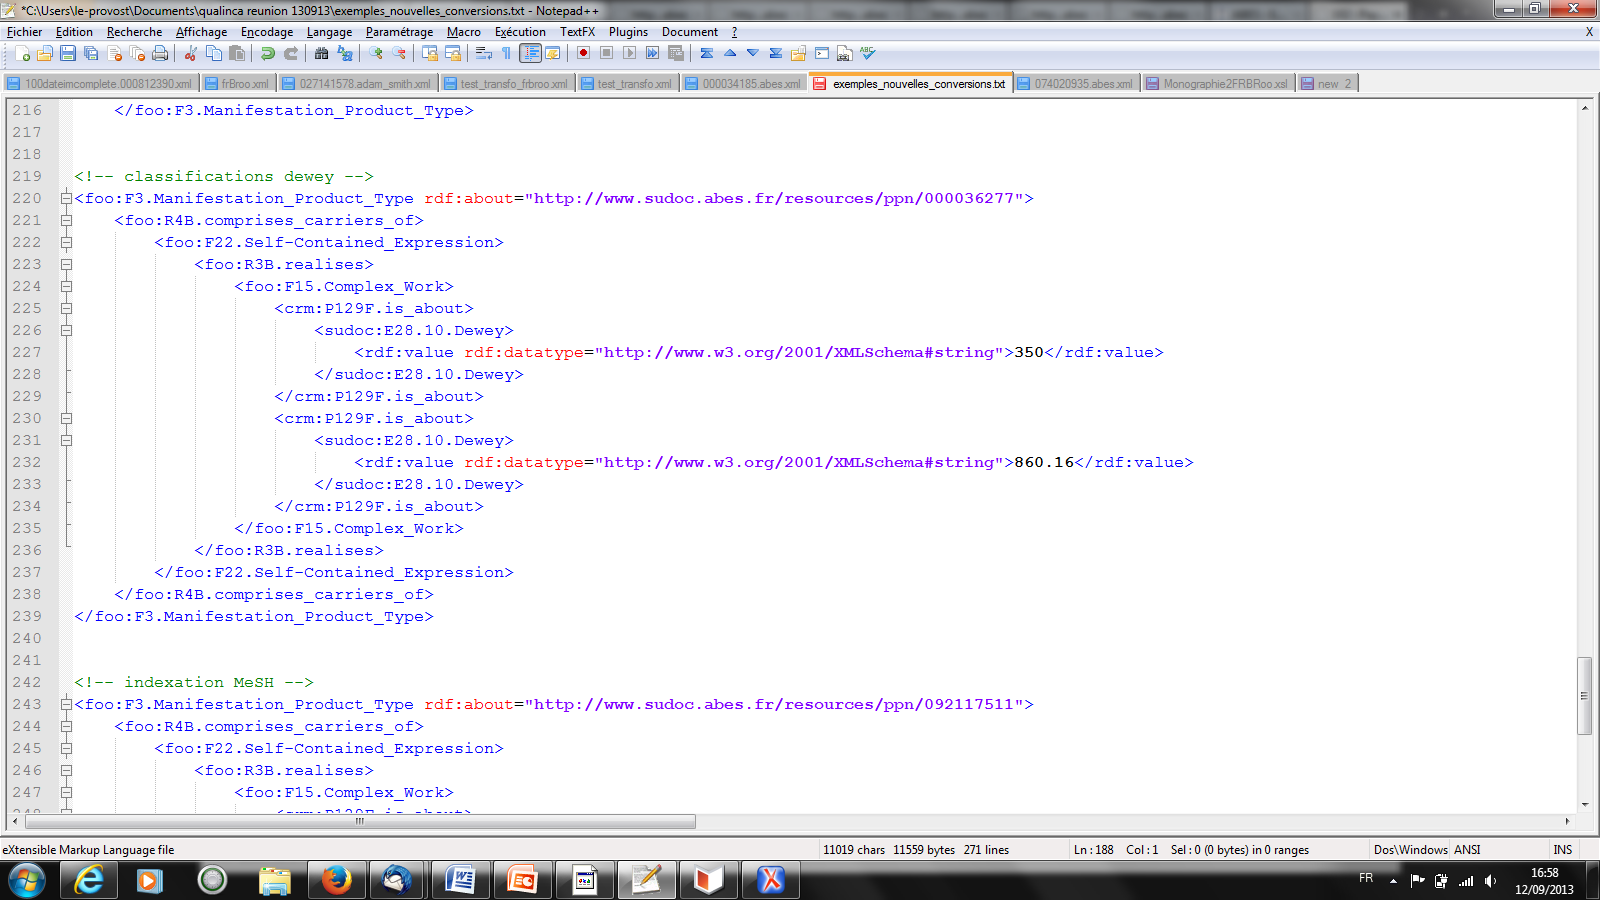 *C:\Users\le-provost\Documents\qualinca reunion 130913\exemples_nouvelles_conversions.txt - Notepad++
Fichier Edition Recherche Affichage Encodage Langage Paramétrage Macro Exécution TextFX Plugins Document ? X
100dateimcomplete.000812390.xml frBroo.xml 027141578.adam_smith.xml test_transfo_frbroo.xml test_transfo.xml 000034185.abes.xml exemples_nouvelles_conversions.txt 074020935.abes.xml Monographie2FRBRoo.xsl new 2
216 </foo:F3.Manifestation_Product_Type>
217
218
219 <!-- classifications dewey -->
220 <foo:F3.Manifestation_Product_Type rdf:about="http://www.sudoc.abes.fr/resources/ppn/000036277">
221 <foo:R4B.comprises_carriers_of>
222 <foo:F22.Self-Contained_Expression>
223 <foo:R3B.realises>
224 <foo:F15.Complex_Work>
225 <crm:P129F.is_about>
226 <sudoc:E28.10.Dewey>
227 <rdf:value rdf:datatype="http://www.w3.org/2001/XMLSchema#string">350</rdf:value>
228 </sudoc:E28.10.Dewey>
229 </crm:P129F.is_about>
230 <crm:P129F.is_about>
231 <sudoc:E28.10.Dewey>
232 <rdf:value rdf:datatype="http://www.w3.org/2001/XMLSchema#string">860.16</rdf:value>
233 </sudoc:E28.10.Dewey>
234 </crm:P129F.is_about>
235 </foo:F15.Complex_Work>
236 </foo:R3B.realises>
237 </foo:F22.Self-Contained_Expression>
238 </foo:R4B.comprises_carriers_of>
239 </foo:F3.Manifestation_Product_Type>
240
241
242 <!-- indexation MeSH -->
243 <foo:F3.Manifestation_Product_Type rdf:about="http://www.sudoc.abes.fr/resources/ppn/092117511">
244 <foo:R4B.comprises_carriers_of>
245 <foo:F22.Self-Contained_Expression>
246 <foo:R3B.realises>
247 <foo:F15.Complex_Work>
248 <crm:P129F.is_about>
eXtensible Markup Language file 11019 chars 11559 bytes 271 lines Ln : 188 Col : 1 Sel : 0 (0 bytes) in 0 ranges Dos\Windows ANSI INS
FR 16:58
12/09/2013